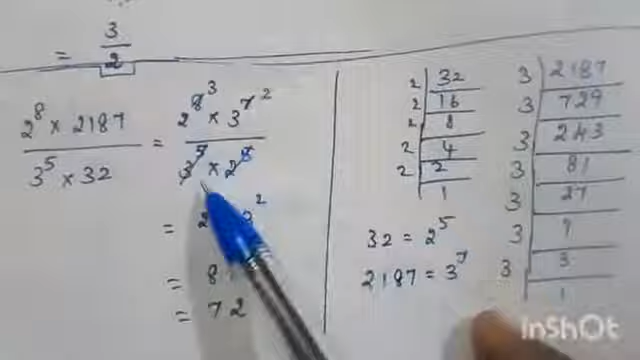 = 3/2
2^8 × 2187 / 3^5 × 32 = 2^8 3 × 3^7 2 / 3^5 × 2^5
= 2 2
= 8
= 72
2 | 32
2 | 16
2 | 8
2 | 4
2 | 2
1
32 = 2^5
2187 = 3^7
3 | 2187
3 | 729
3 | 243
3 | 81
3 | 27
3 | 9
3 | 3
1
InShOt